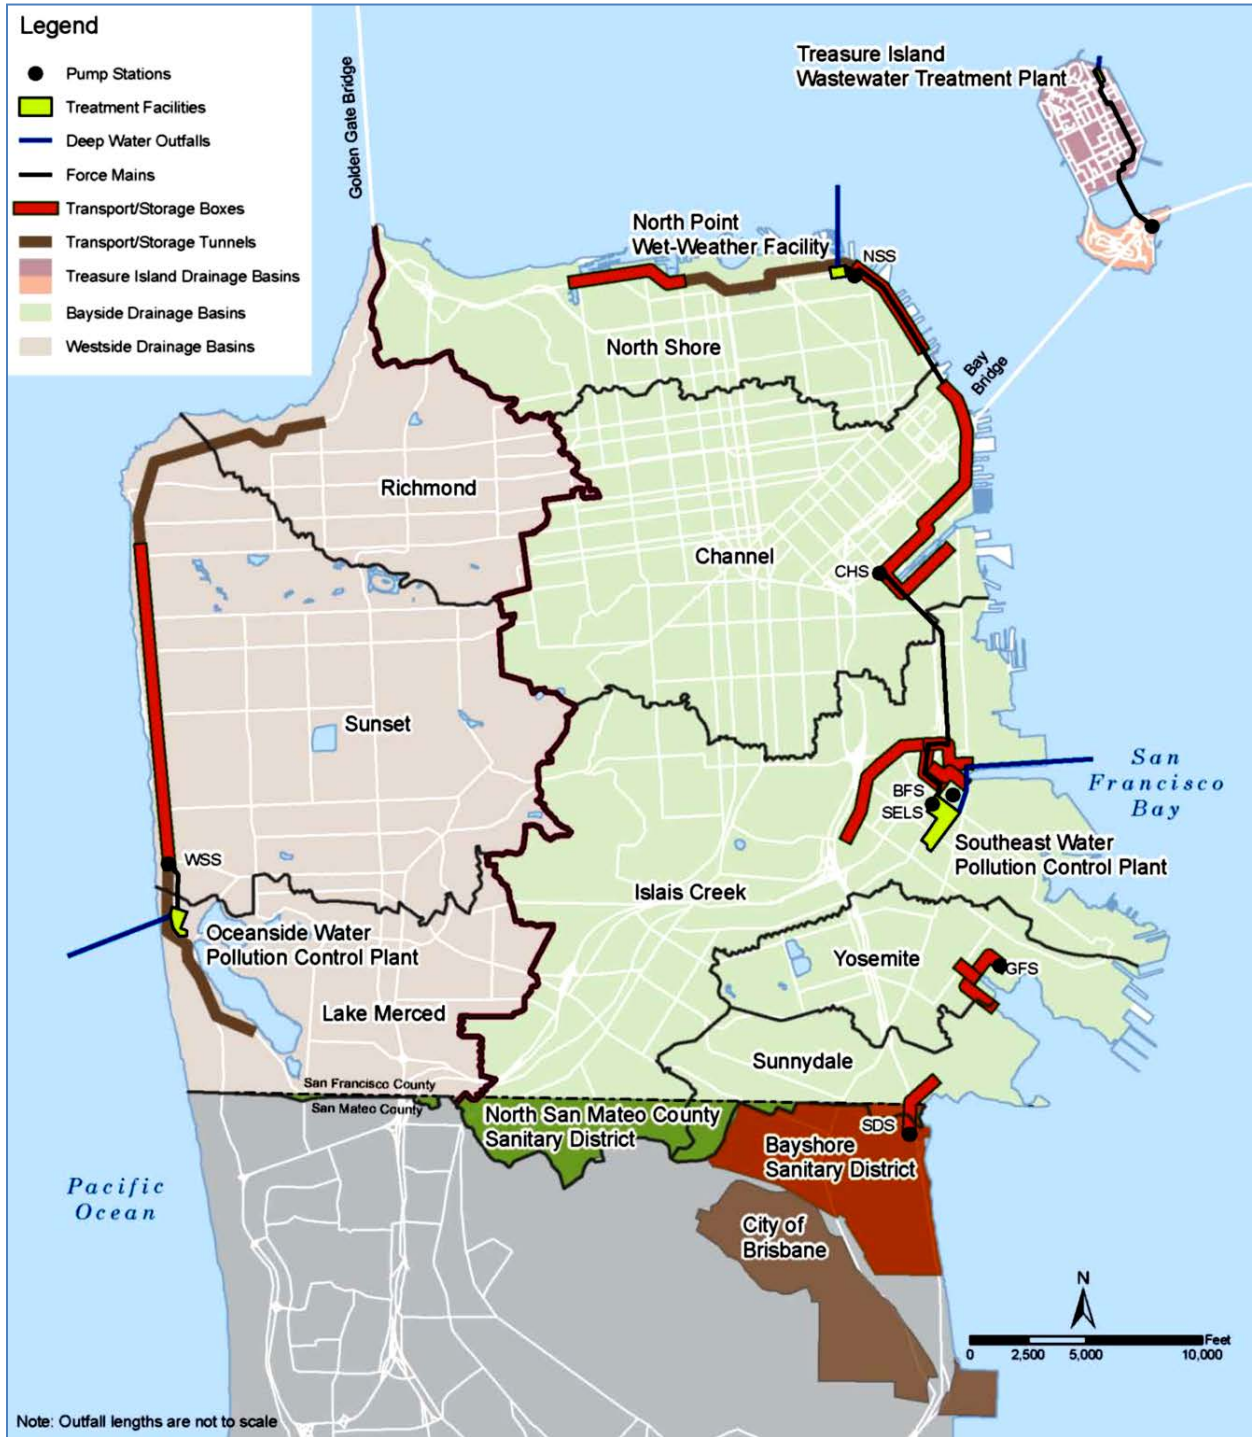 Legend
Pump Stations
Treatment Facilities
Deep Water Outfalls
Force Mains
Transport/Storage Boxes
Transport/Storage Tunnels
Treasure Island Drainage Basins
Bayside Drainage Basins
Westside Drainage Basins
Golden Gate Bridge
Treasure Island
Wastewater Treatment Plant
North Point
Wet-Weather Facility
NSS
North Shore
Bay
Bridge
Richmond
Channel
CHS
Sunset
San
Francisco
Bay
BFS
SELS
Southeast Water
Pollution Control Plant
WSS
Islais Creek
Oceanside Water
Pollution Control Plant
Yosemite
GFS
Lake Merced
Sunnydale
San Francisco County
San Mateo County
North San Mateo County
Sanitary District
SDS
Bayshore
Sanitary District
Pacific
Ocean
City of
Brisbane
N
Feet
0 2,500 5,000 10,000
Note: Outfall lengths are not to scale